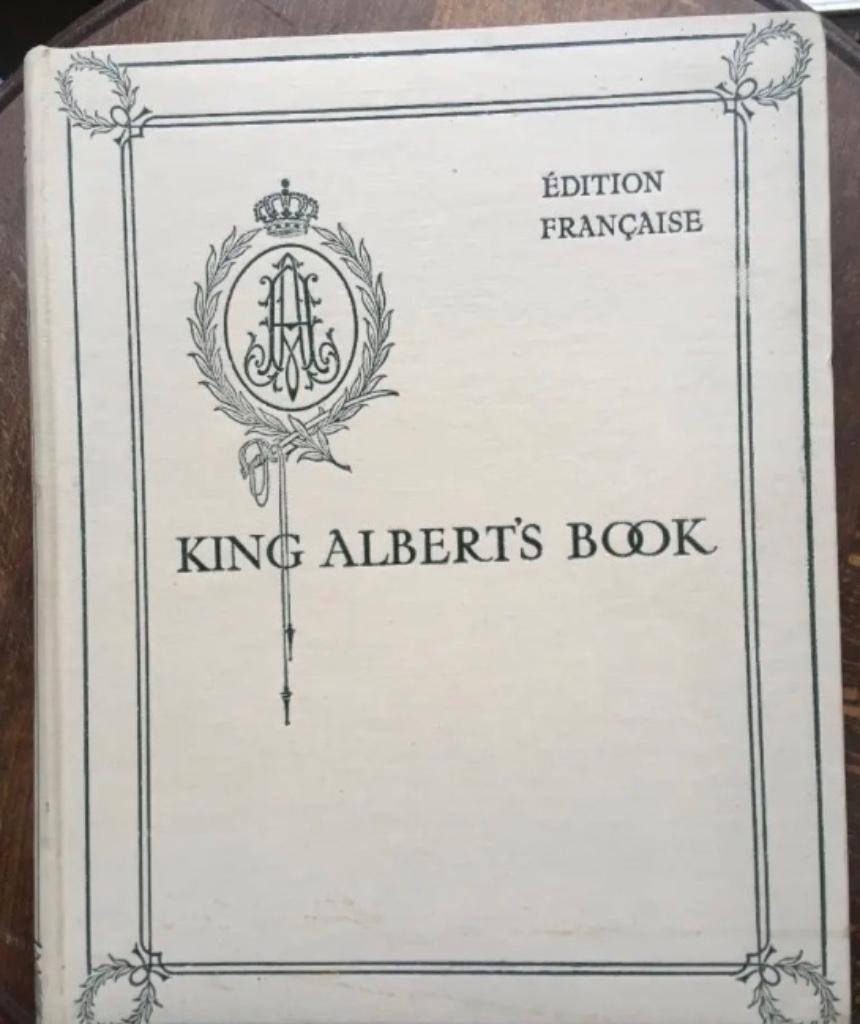 ÉDITION
FRANÇAISE
A
KING ALBERT'S BOOK